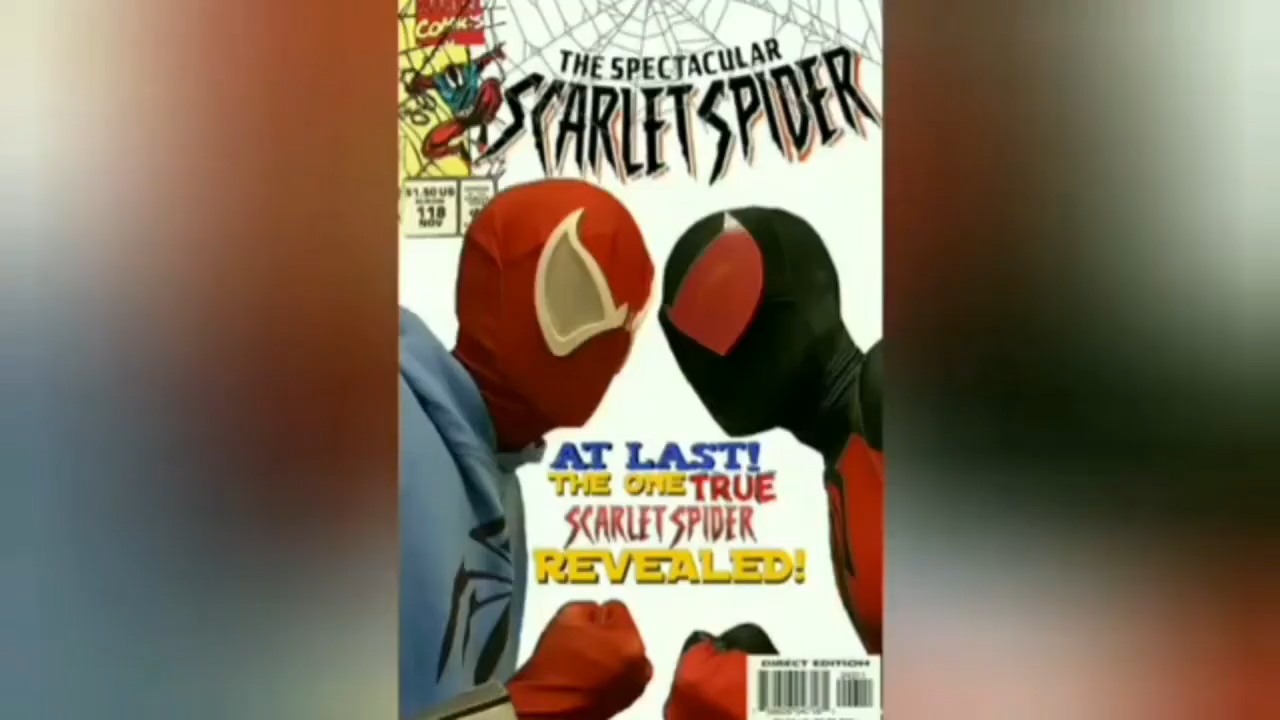 MARVEL
COMICS
THE SPECTACULAR
SCARLET SPIDER
$1.50 US
118
NOV
AT LAST!
THE ONE TRUE
SCARLET SPIDER
REVEALED!
DIRECT EDITION